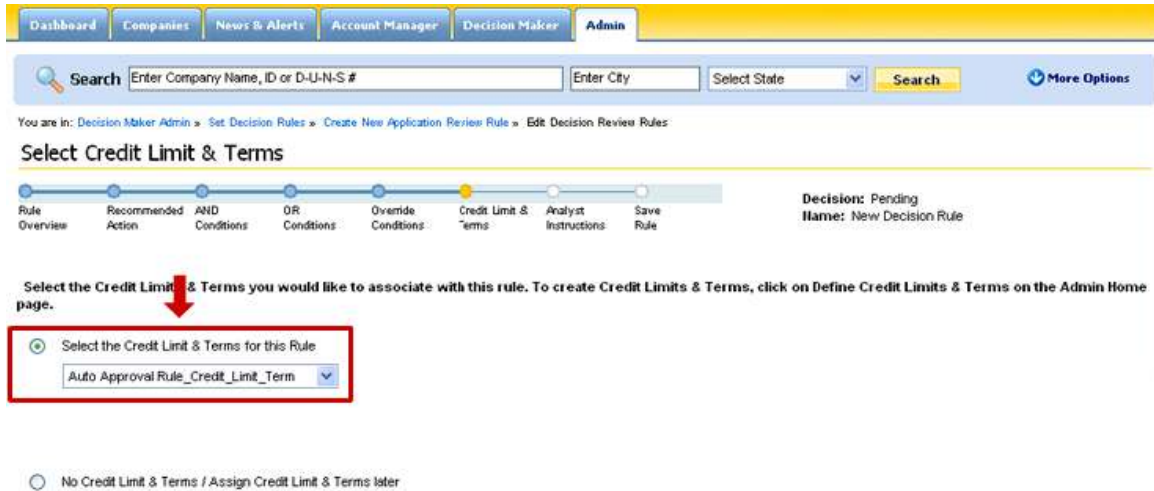 Dashboard Companies News & Alerts Account Manager Decision Maker Admin
Search Enter Company Name, ID or D-U-N-S # Enter City Select State Search More Options
You are in: Decision Maker Admin » Set Decision Rules » Create New Application Review Rule » Edit Decision Review Rules
Select Credit Limit & Terms
Rule Overview
Recommended Action
AND Conditions
OR Conditions
Override Conditions
Credit Limit & Terms
Analyst Instructions
Save Rule
Decision: Pending
Name: New Decision Rule
Select the Credit Limits & Terms you would like to associate with this rule. To create Credit Limits & Terms, click on Define Credit Limits & Terms on the Admin Home
page.
Select the Credit Limit & Terms for this Rule
Auto Approval Rule_Credit_Limit_Term
No Credit Limit & Terms / Assign Credit Limit & Terms later